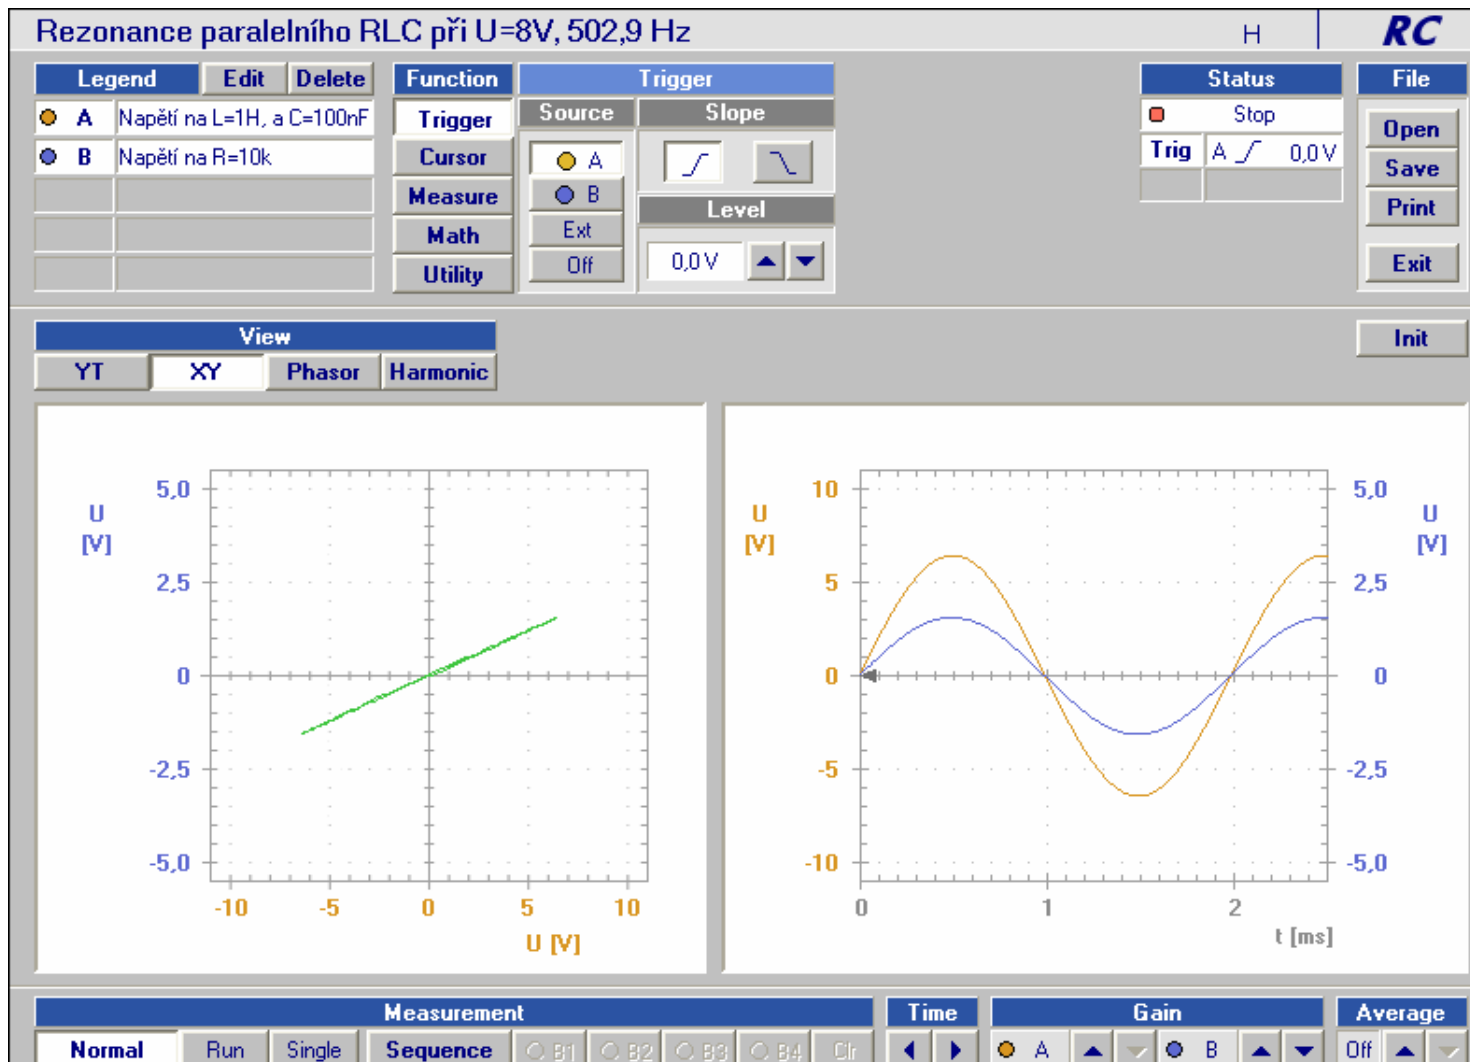 Rezonance paralelního RLC při U=8V, 502,9 Hz H RC
Legend Edit Delete Function Trigger Status File
A Napětí na L=1H, a C=100nF Trigger Source Slope Stop Open
B Napětí na R=10k Cursor A Trig A 0,0 V Save
Measure B Level Print
Math Ext
Utility Off 0,0 V Exit
View Init
YT XY Phasor Harmonic
5,0 10 5,0
U U U
[V] [V] [V]
2,5 5 2,5
0 0 0
-2,5 -5 -2,5
-5,0 -10 -5,0
-10 -5 0 5 10 0 1 2
U [V] t [ms]
Measurement Time Gain Average
Normal Run Single Sequence B1 B2 B3 B4 Clr A B Off